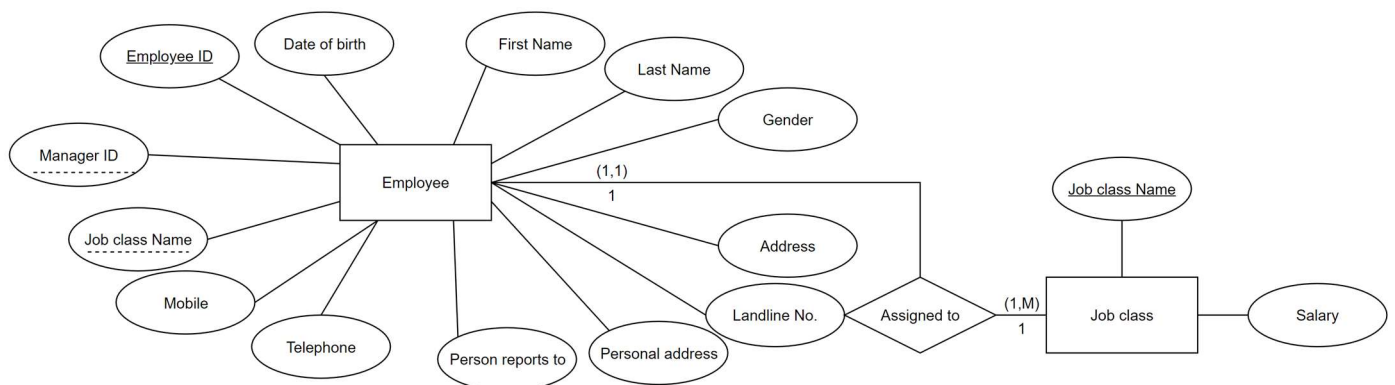 Date of birth
First Name
Employee ID
Last Name
Gender
Manager ID
(1,1)
Employee
1
Job class Name
Job class Name
Address
Mobile
(1,M)
Landline No.
Assigned to
Job class
Salary
1
Telephone
Person reports to
Personal address